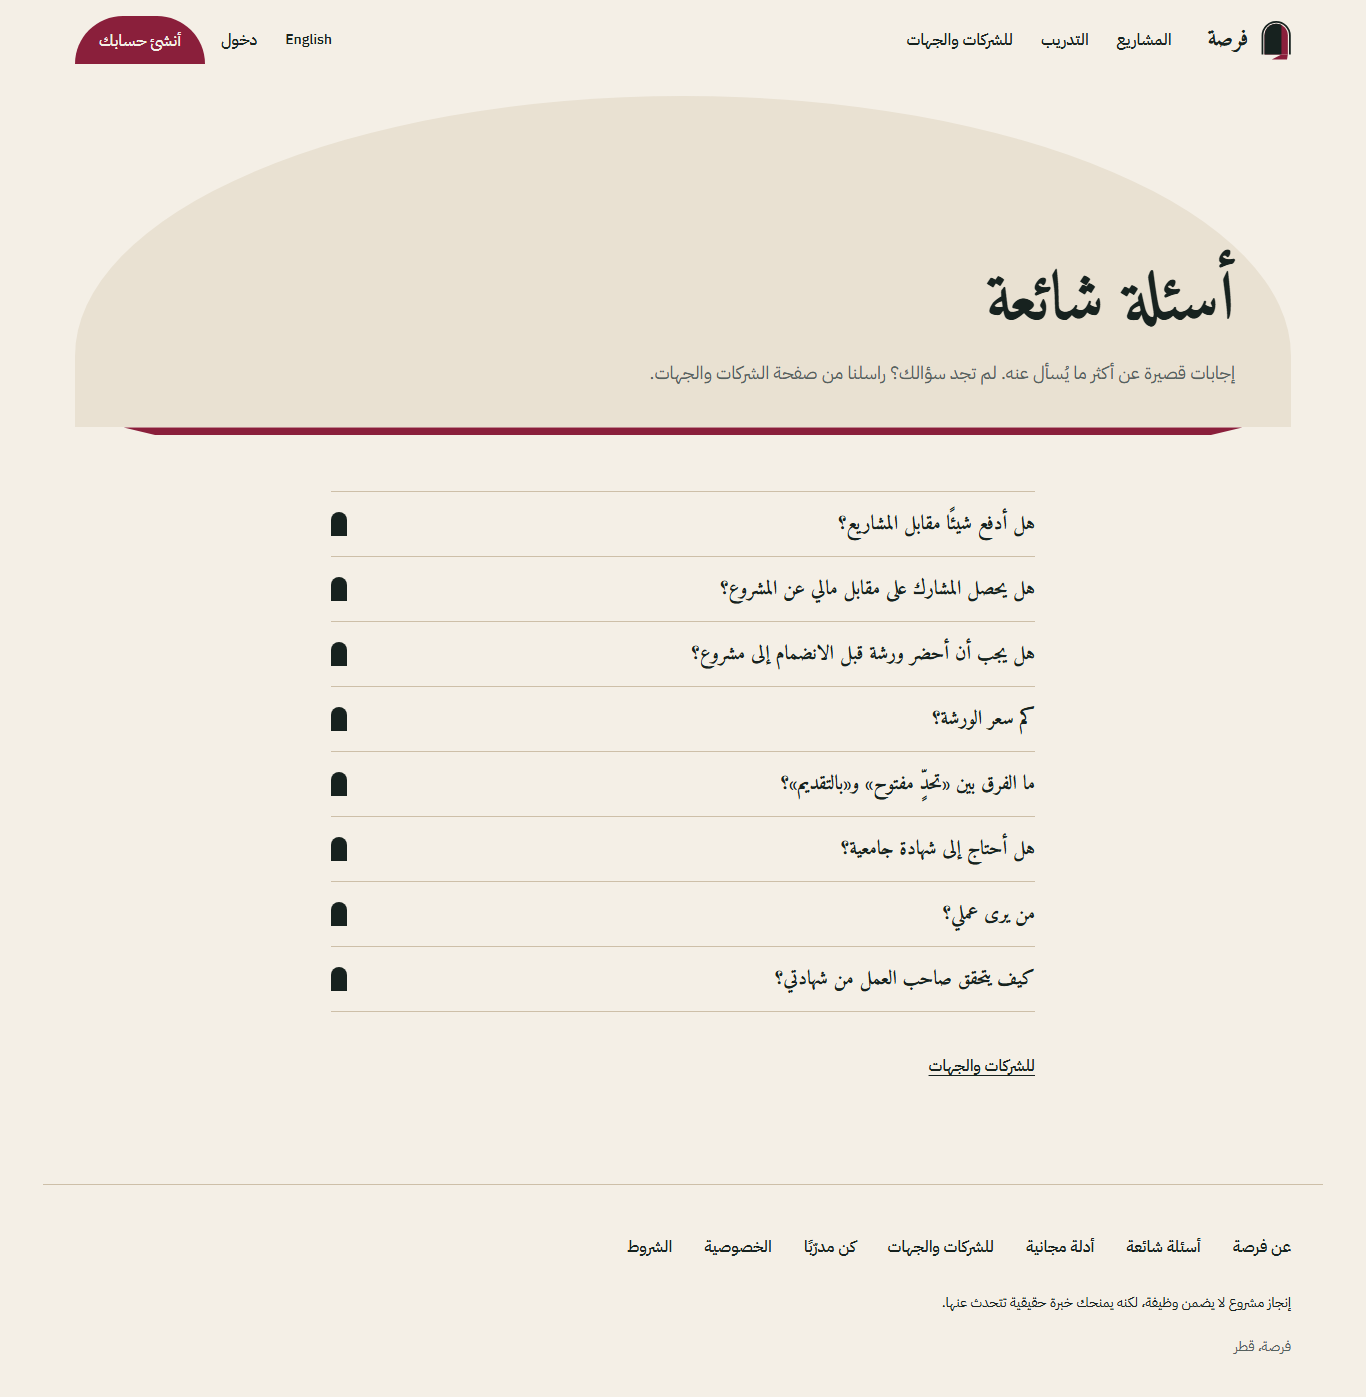 فرصة
المشاريع
التدريب
للشركات والجهات
English
دخول
أنشئ حسابك
أسئلة شائعة
إجابات قصيرة عن أكثر ما يُسأل عنه. لم تجد سؤالك؟ راسلنا من صفحة الشركات والجهات.
هل أدفع شيئًا مقابل المشاريع؟
هل يحصل المشارك على مقابل مالي عن المشروع؟
هل يجب أن أحضر ورشة قبل الانضمام إلى مشروع؟
كم سعر الورشة؟
ما الفرق بين «تحدٍّ مفتوح» و«بالتقديم»؟
هل أحتاج إلى شهادة جامعية؟
من يرى عملي؟
كيف يتحقق صاحب العمل من شهادتي؟
للشركات والجهات
عن فرصة
أسئلة شائعة
أدلة مجانية
للشركات والجهات
كن مدرّبًا
الخصوصية
الشروط
إنجاز مشروع لا يضمن وظيفة، لكنه يمنحك خبرة حقيقية تتحدث عنها.
فرصة، قطر